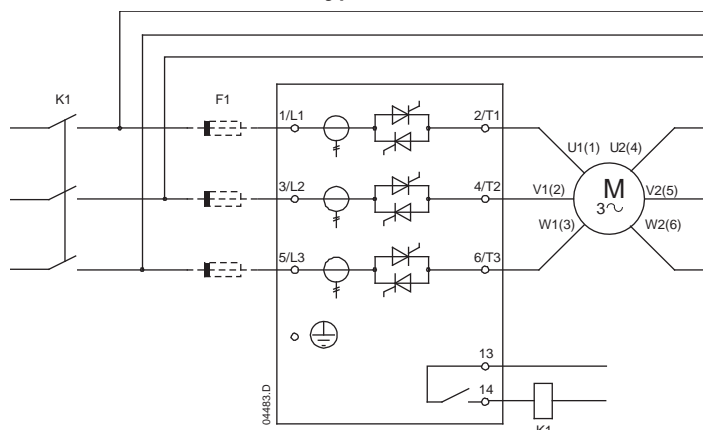 K1
F1
1/L1
2/T1
U1(1)
U2(4)
3/L2
4/T2
V1(2)
M
3
V2(5)
W1(3)
W2(6)
5/L3
6/T3
13
14
04483.D
K1